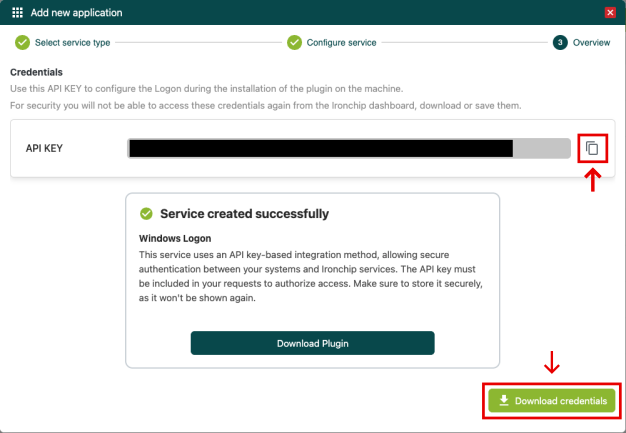 Add new application
Select service type
Configure service
3 Overview
Credentials
Use this API KEY to configure the Logon during the installation of the plugin on the machine.
For security you will not be able to access these credentials again from the Ironchip dashboard, download or save them.
API KEY
Service created successfully
Windows Logon
This service uses an API key-based integration method, allowing secure
authentication between your systems and Ironchip services. The API key must
be included in your requests to authorize access. Make sure to store it securely,
as it won't be shown again.
Download Plugin
Download credentials